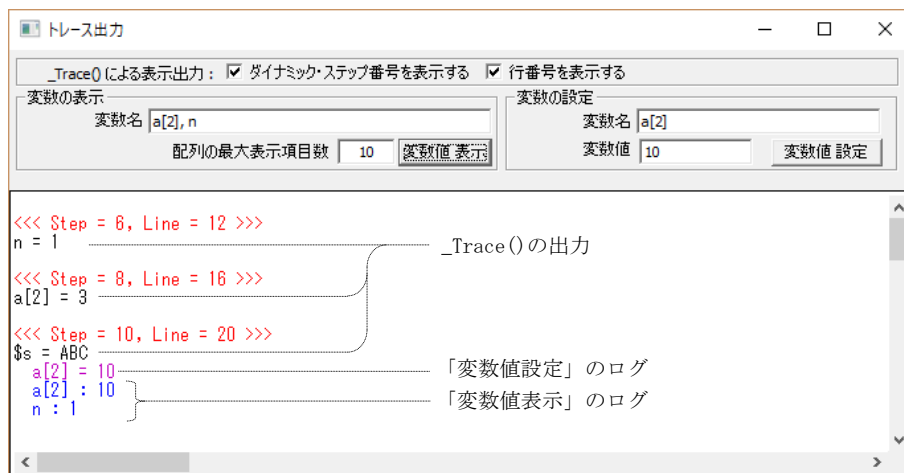 トレース出力
_Trace() による表示出力 : ダイナミック・ステップ番号を表示する 行番号を表示する
変数の表示
変数名 a[2], n
配列の最大表示項目数 10 変数値 表示
変数の設定
変数名 a[2]
変数値 10 変数値 設定
<<< Step = 6, Line = 12 >>>
n = 1
_Trace()の出力
<<< Step = 8, Line = 16 >>>
a[2] = 3
<<< Step = 10, Line = 20 >>>
$s = ABC
a[2] = 10
「変数値設定」のログ
a[2] : 10
n : 1
「変数値表示」のログ